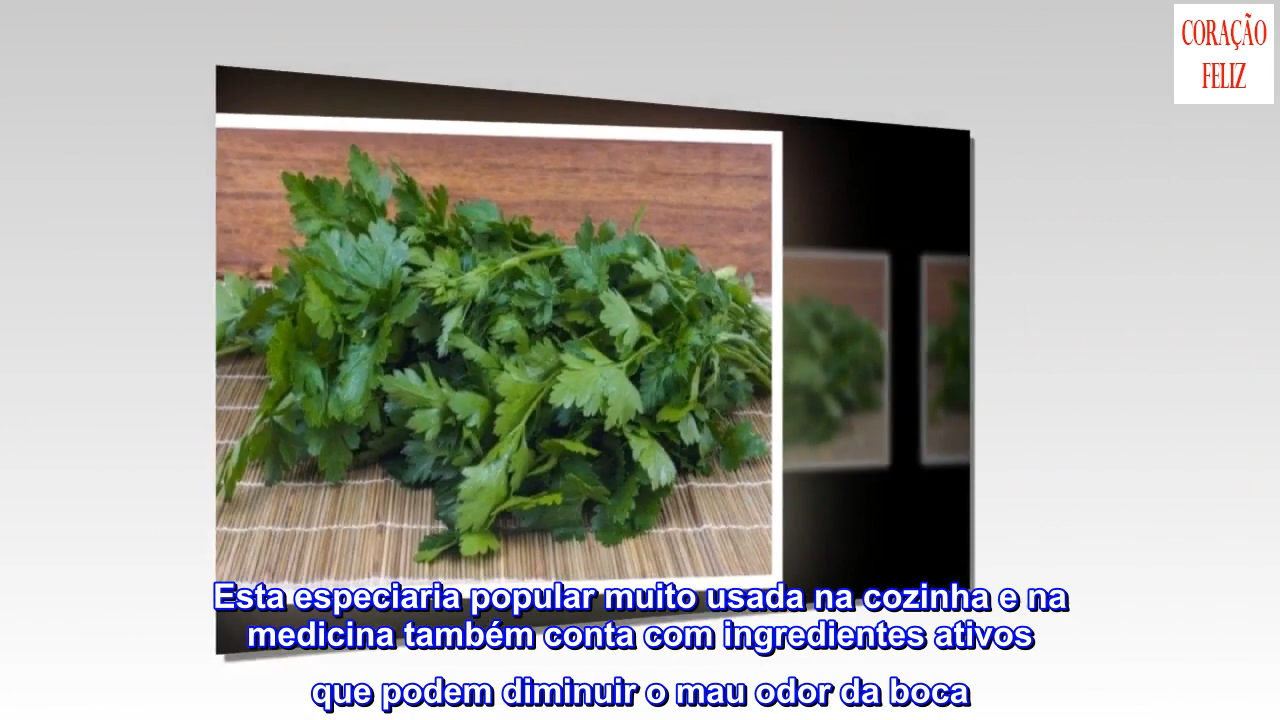 CORAÇÃO
FELIZ
Esta especiaria popular muito usada na cozinha e na
medicina também conta com ingredientes ativos
que podem diminuir o mau odor da boca